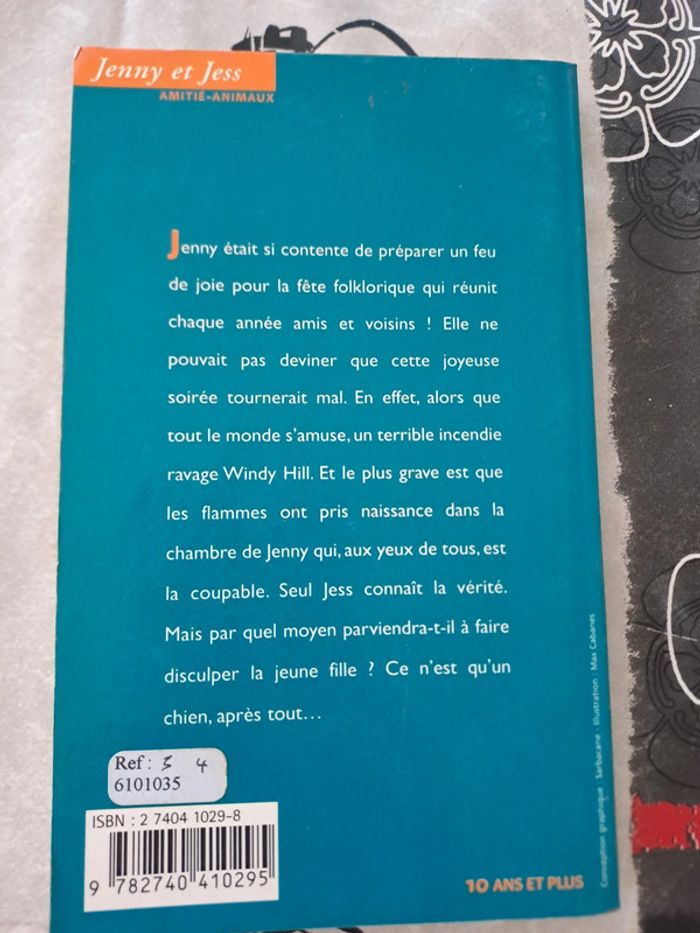 Jenny et Jess
AMITIÉ-ANIMAUX
Jenny était si contente de préparer un feu
de joie pour la fête folklorique qui réunit
chaque année amis et voisins ! Elle ne
pouvait pas deviner que cette joyeuse
soirée tournerait mal. En effet, alors que
tout le monde s'amuse, un terrible incendie
ravage Windy Hill. Et le plus grave est que
les flammes ont pris naissance dans la
chambre de Jenny qui, aux yeux de tous, est
la coupable. Seul Jess connaît la vérité.
Mais par quel moyen parviendra-t-il à faire
disculper la jeune fille ? Ce n'est qu'un
chien, après tout...
Ref : 5 4
6101035
ISBN : 2 7404 1029-8
9 782740 410295
10 ANS ET PLUS
Conception graphique : Sarbacane - Illustration : Max Cabanes